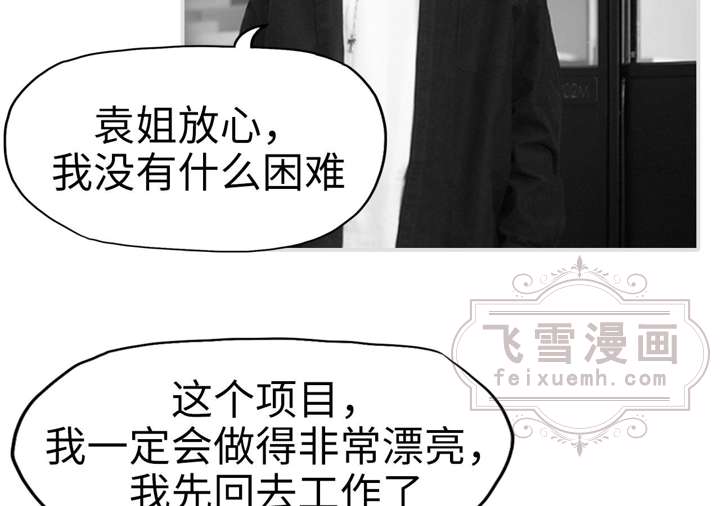 袁姐放心，
我没有什么困难
飞雪漫画
feixuemh.com
这个项目，
我一定会做得非常漂亮，
我先回去工作了